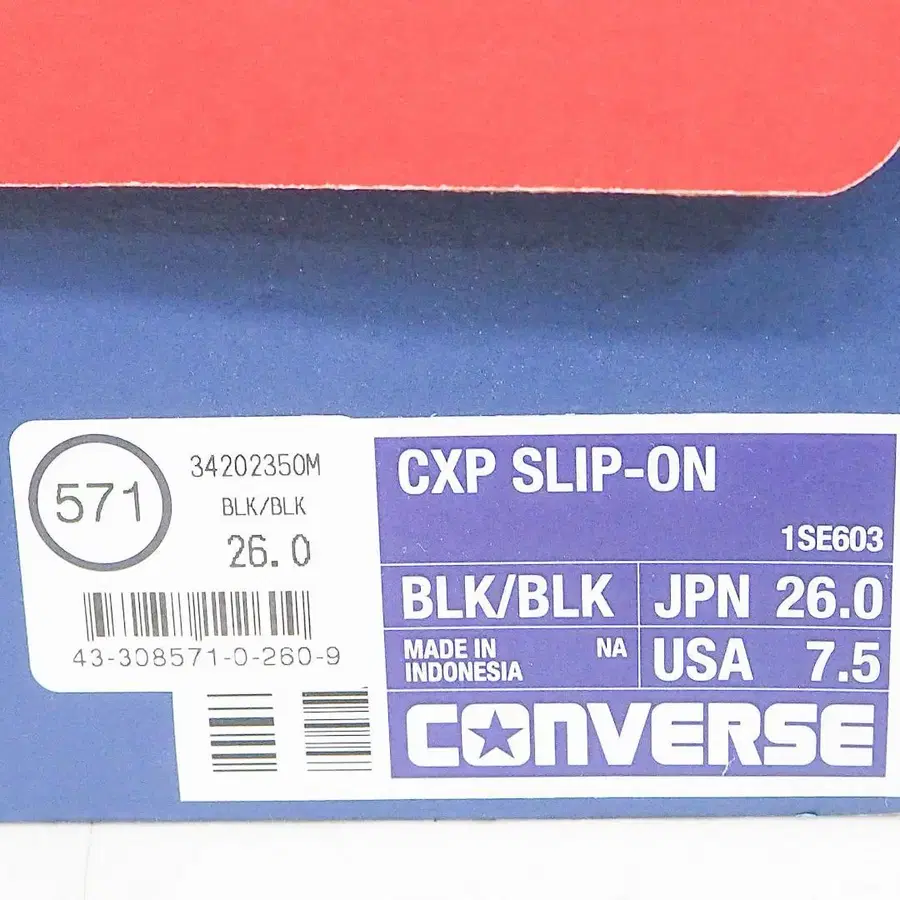 571
34202350M
BLK/BLK
26.0
43-308571-0-260-9
CXP SLIP-ON
1SE603
BLK/BLK
JPN 26.0
MADE IN
INDONESIA
NA
USA 7.5
CONVERSE